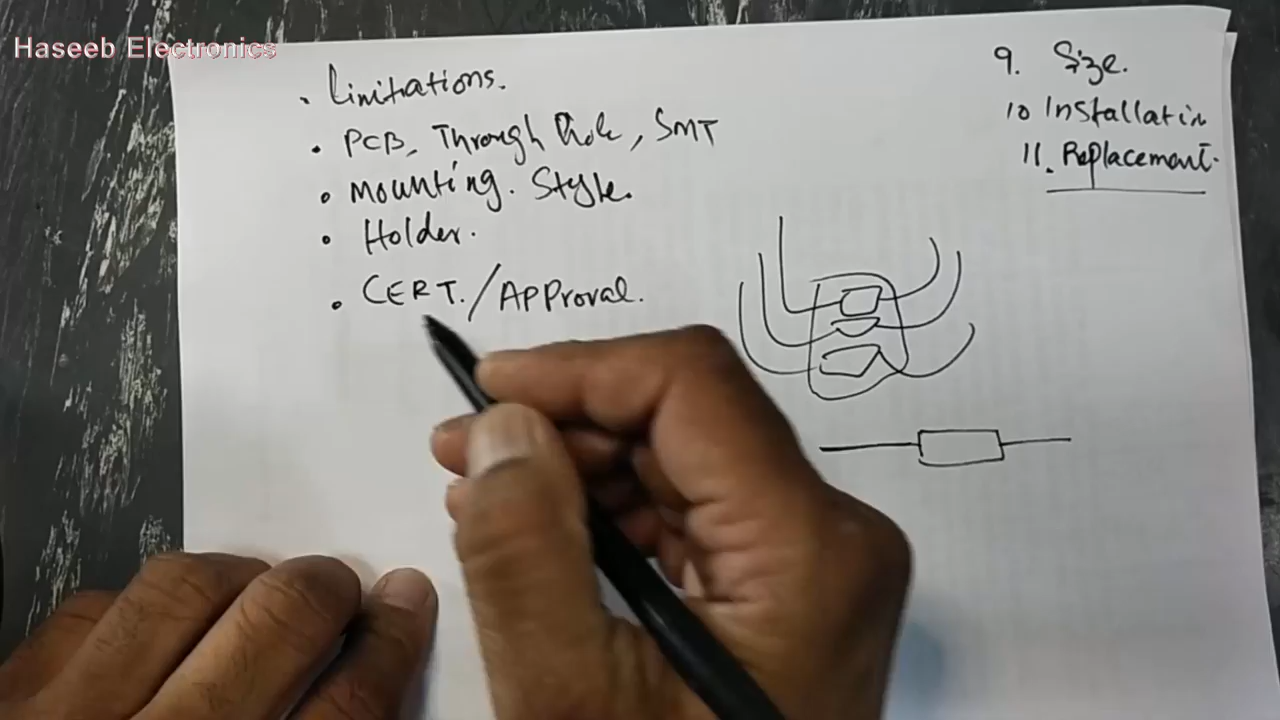 Haseeb Electronics
• Limitations.
• PCB, Through Hole, SMT
• Mounting. Style.
• Holder.
• CERT./APProval.
9. Size.
10 Installatin
11. Replacement.